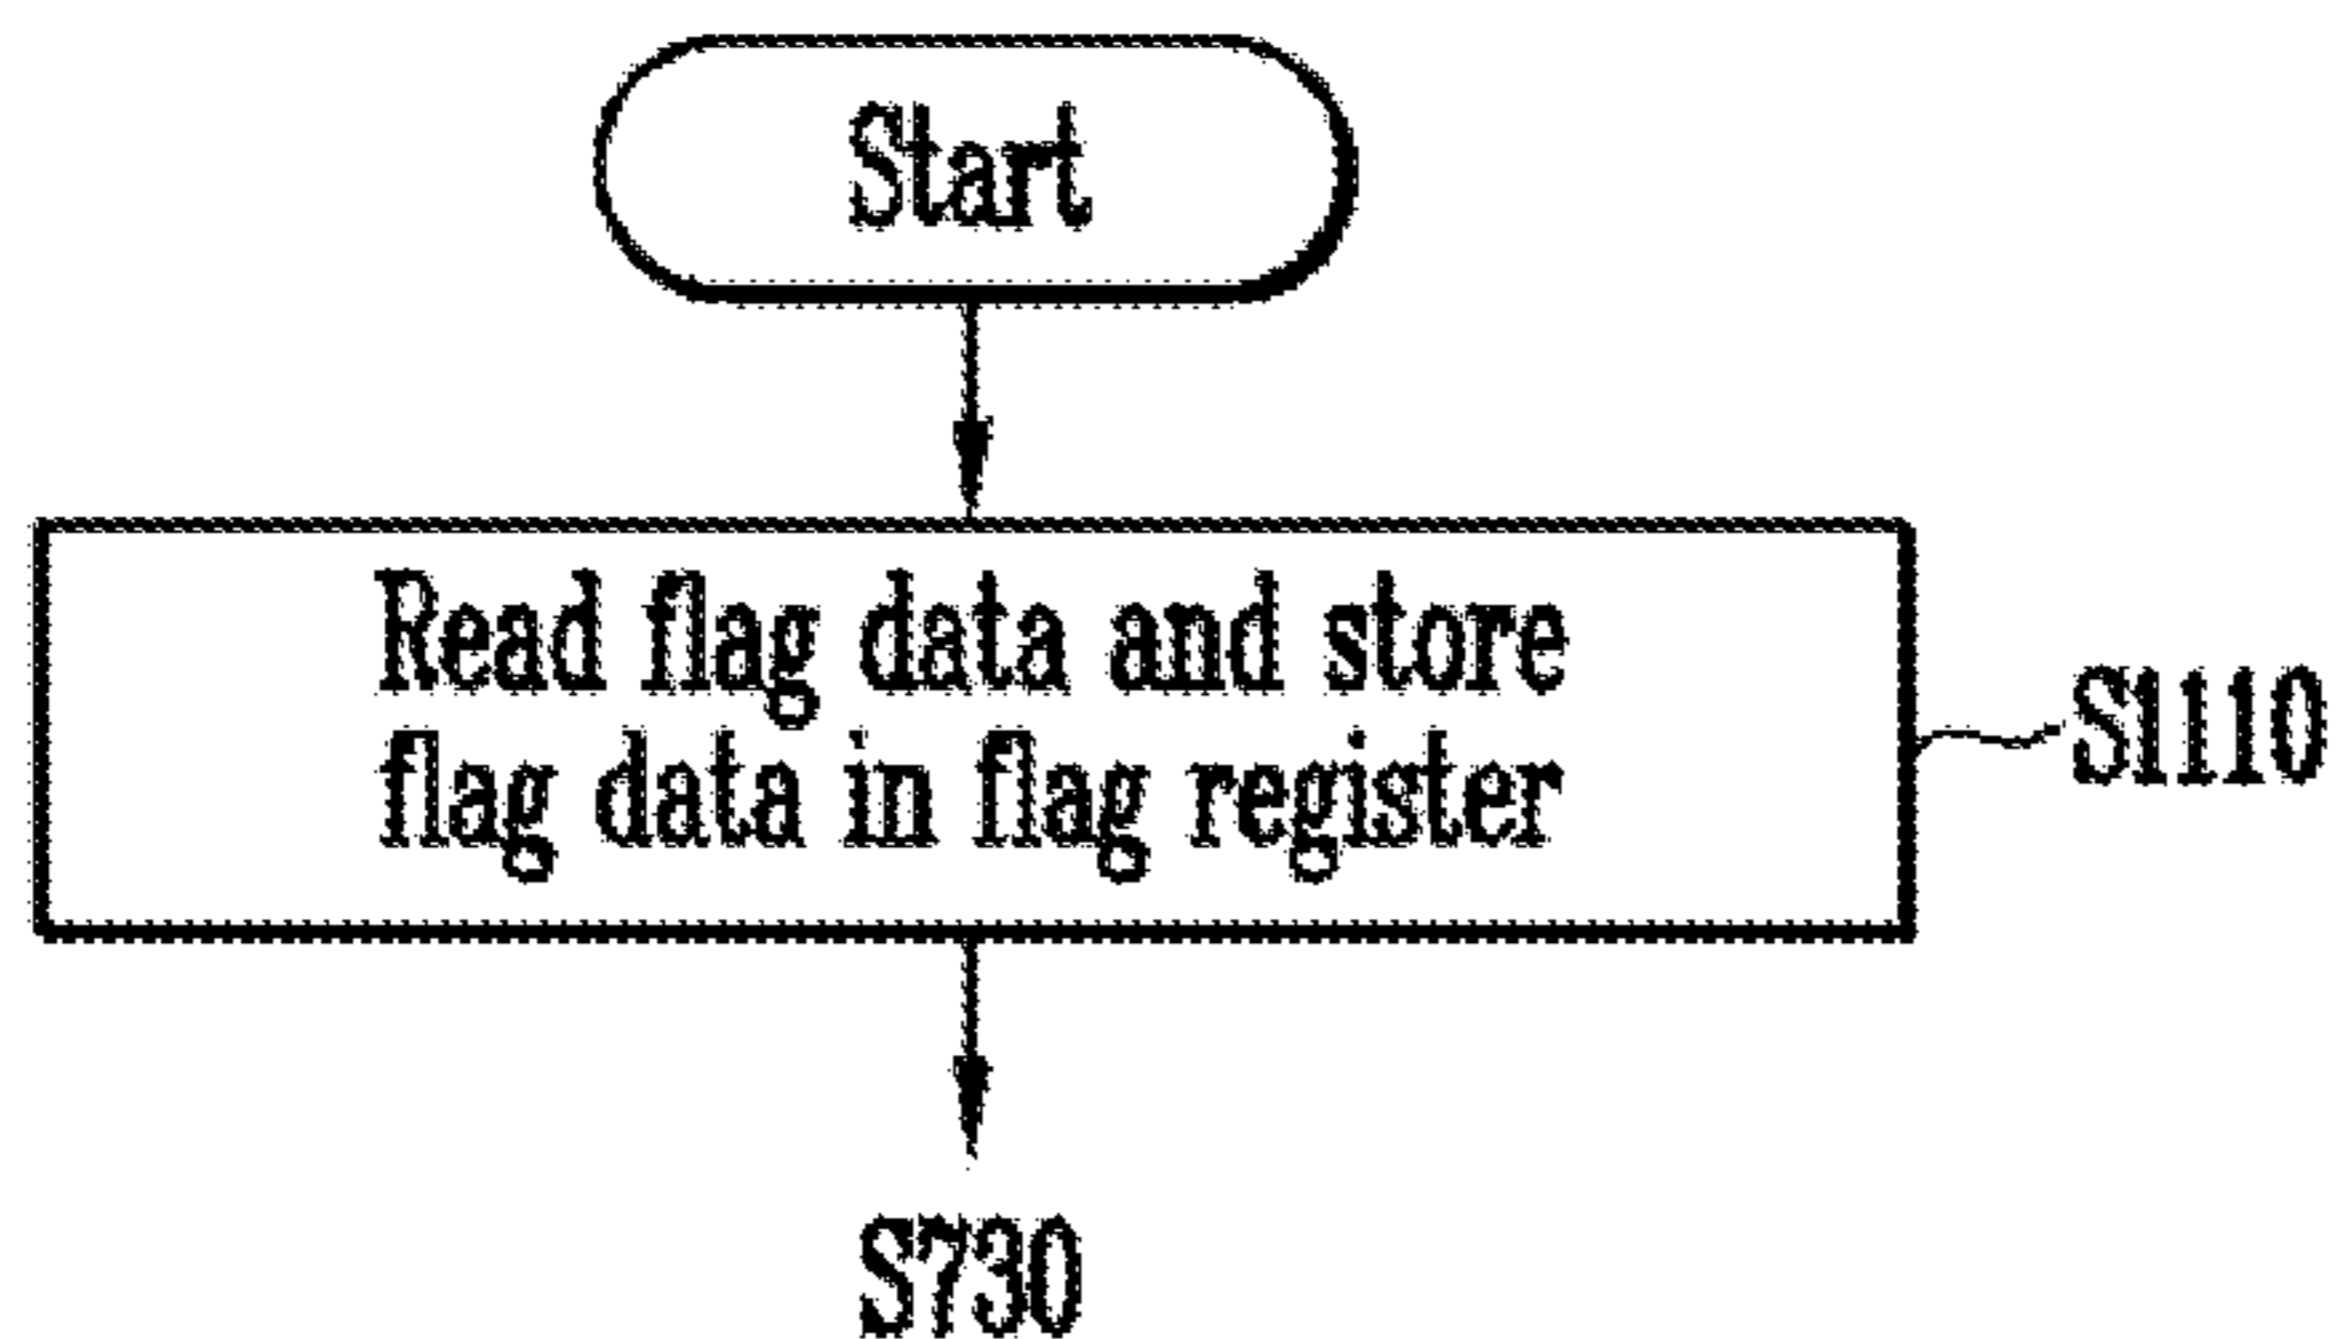 Start
Read flag data and store
flag data in flag register
S1110
S730